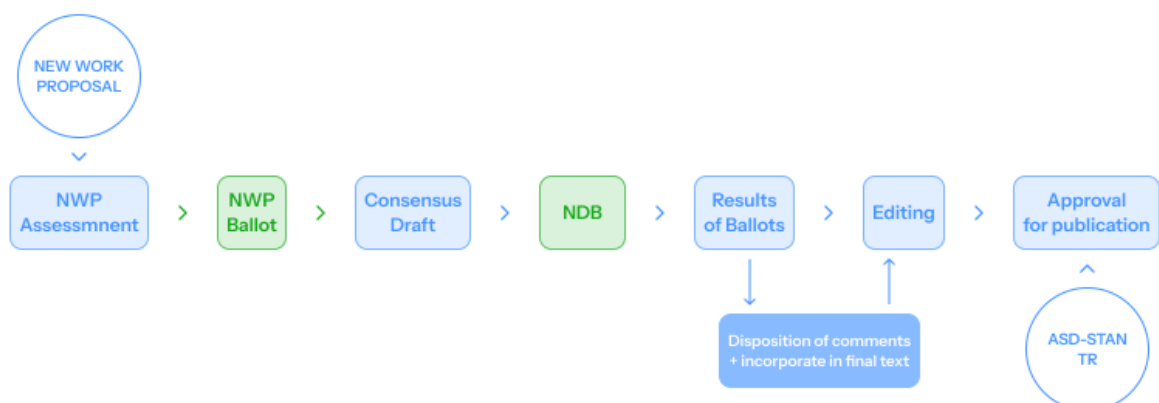 NEW WORK
PROPOSAL
NWP
Assessmnent
NWP
Ballot
Consensus
Draft
NDB
Results
of Ballots
Editing
Approval
for publication
Disposition of comments
+ incorporate in final text
ASD-STAN
TR